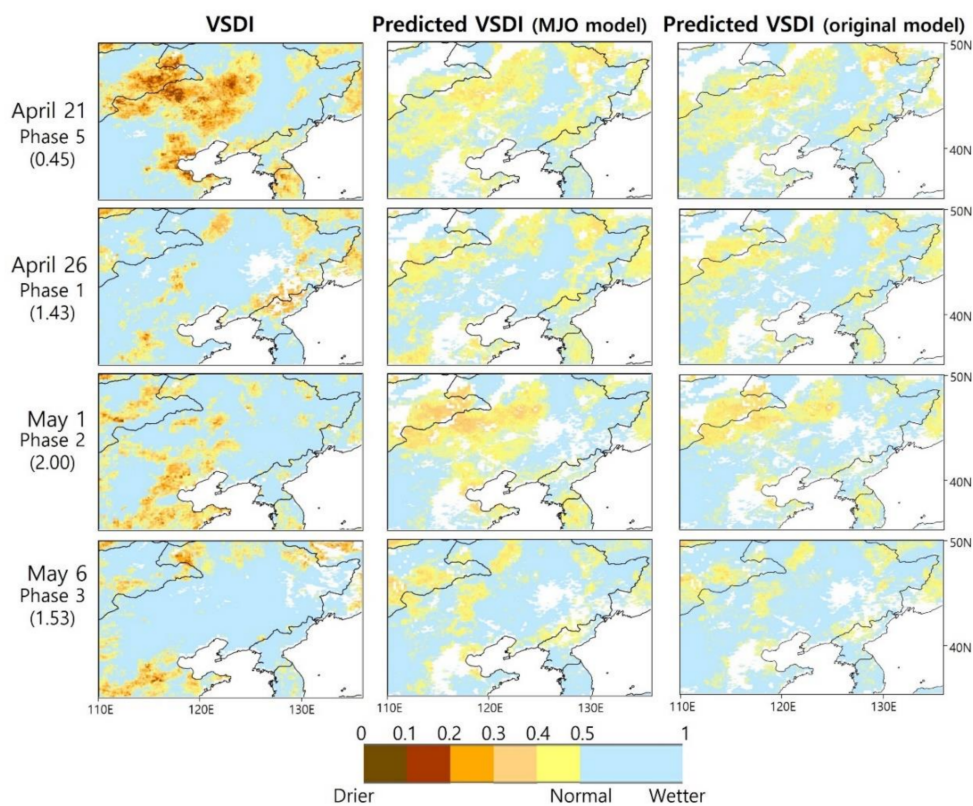 VSDI Predicted VSDI (MJO model) Predicted VSDI (original model)
50N
April 21
Phase 5
(0.45)
40N
50N
April 26
Phase 1
(1.43)
40N
50N
May 1
Phase 2
(2.00)
40N
50N
May 6
Phase 3
(1.53)
40N
110E 120E 130E 110E 120E 130E 110E 120E 130E
0 0.1 0.2 0.3 0.4 0.5 1
Drier Normal Wetter